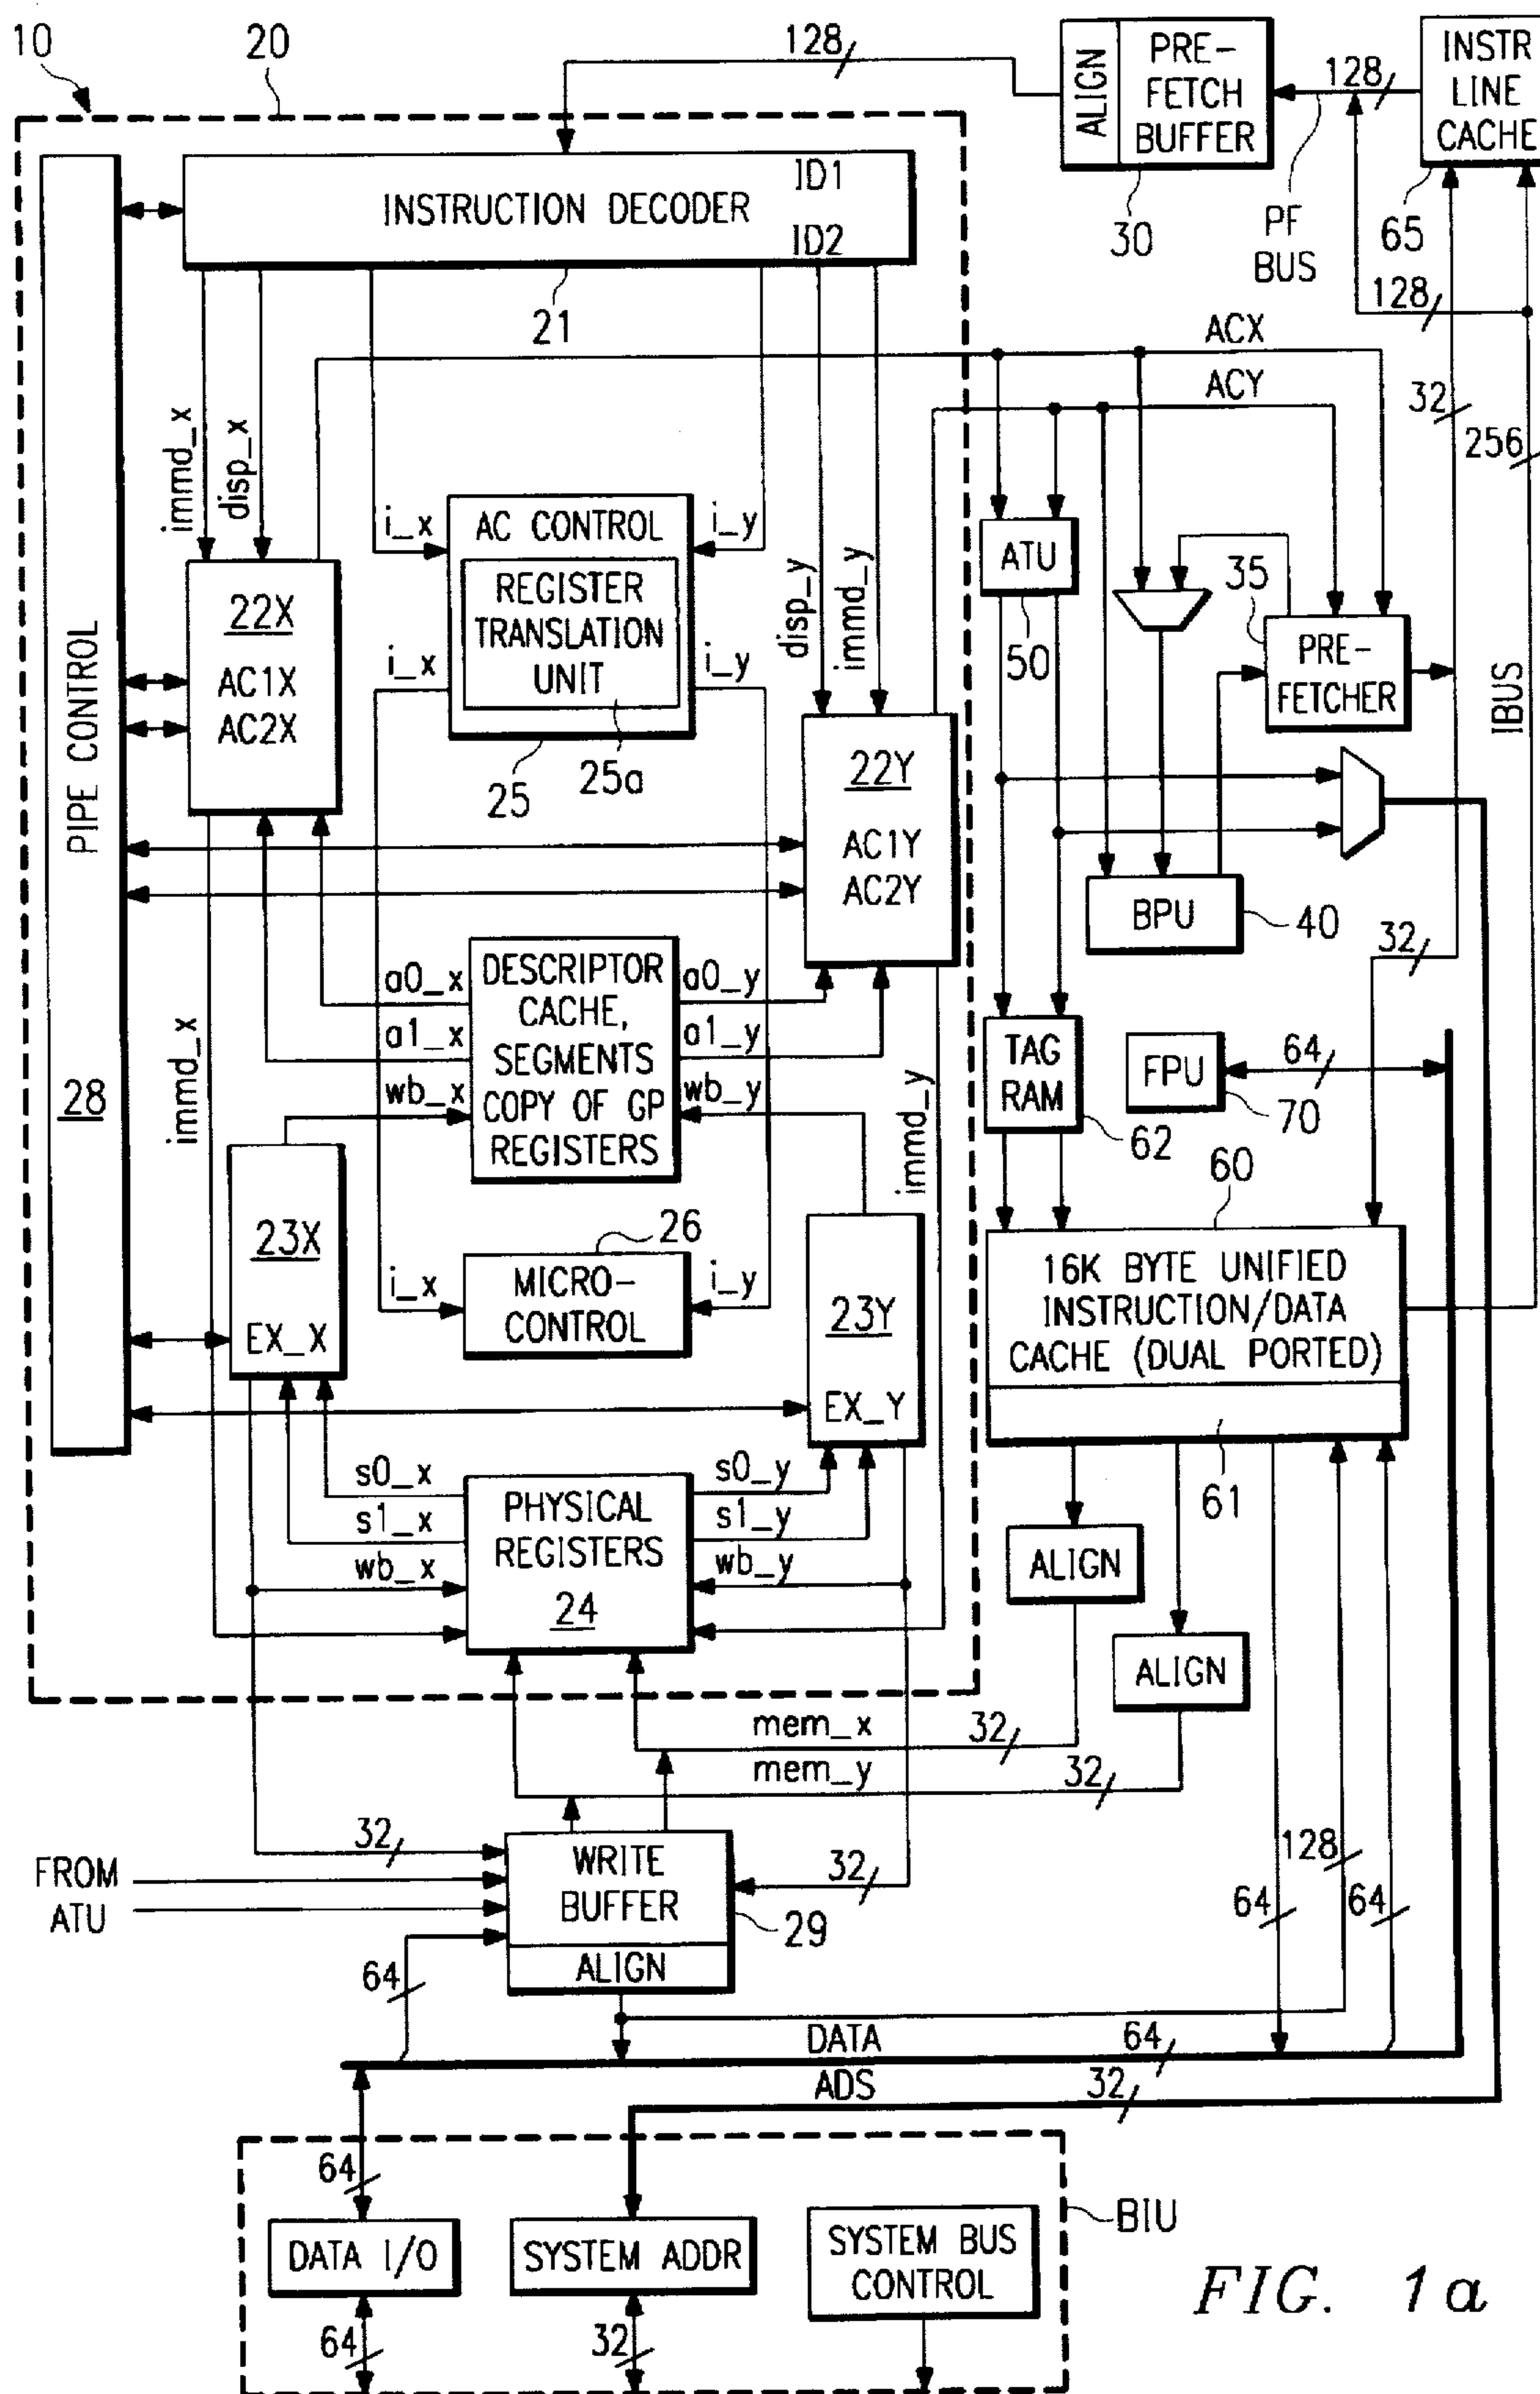 10
20
128
ALIGN
PRE-
FETCH
BUFFER
128
INSTR
LINE
CACHE
30
PF
BUS
65
128
ID1
INSTRUCTION DECODER
ID2
21
ACX
ACY
32
256
IBUS
immd_x
disp_x
i_x
AC CONTROL
i_y
REGISTER
TRANSLATION
UNIT
i_x
i_y
25
25a
disp_y
immd_y
ATU
50
35
PRE-
FETCHER
PIPE CONTROL
28
22X
AC1X
AC2X
22Y
AC1Y
AC2Y
BPU
40
32
immd_x
a0_x
a1_x
wb_x
DESCRIPTOR
CACHE,
SEGMENTS
COPY OF GP
REGISTERS
a0_y
a1_y
wb_y
immd_y
TAG
RAM
62
FPU
70
64
60
23X
EX_X
26
i_x
MICRO-
CONTROL
i_y
23Y
EX_Y
16K BYTE UNIFIED
INSTRUCTION/DATA
CACHE (DUAL PORTED)
61
s0_x
s1_x
wb_x
PHYSICAL
REGISTERS
24
s0_y
s1_y
wb_y
ALIGN
ALIGN
mem_x
32
mem_y
32
32
FROM
ATU
WRITE
BUFFER
ALIGN
29
32
128
64
64
64
DATA
64
ADS
32
64
BIU
DATA I/O
SYSTEM ADDR
SYSTEM BUS
CONTROL
64
32
FIG. 1a